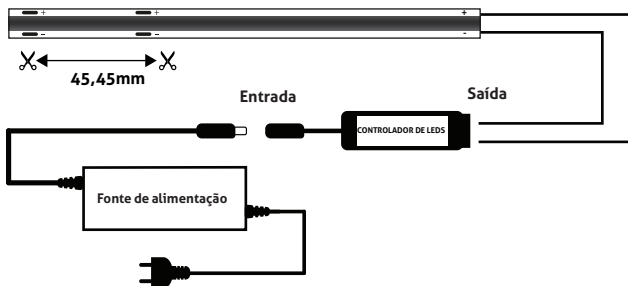 + + +
– – -
45,45mm
Entrada
Saída
CONTROLADOR DE LEDS
Fonte de alimentação